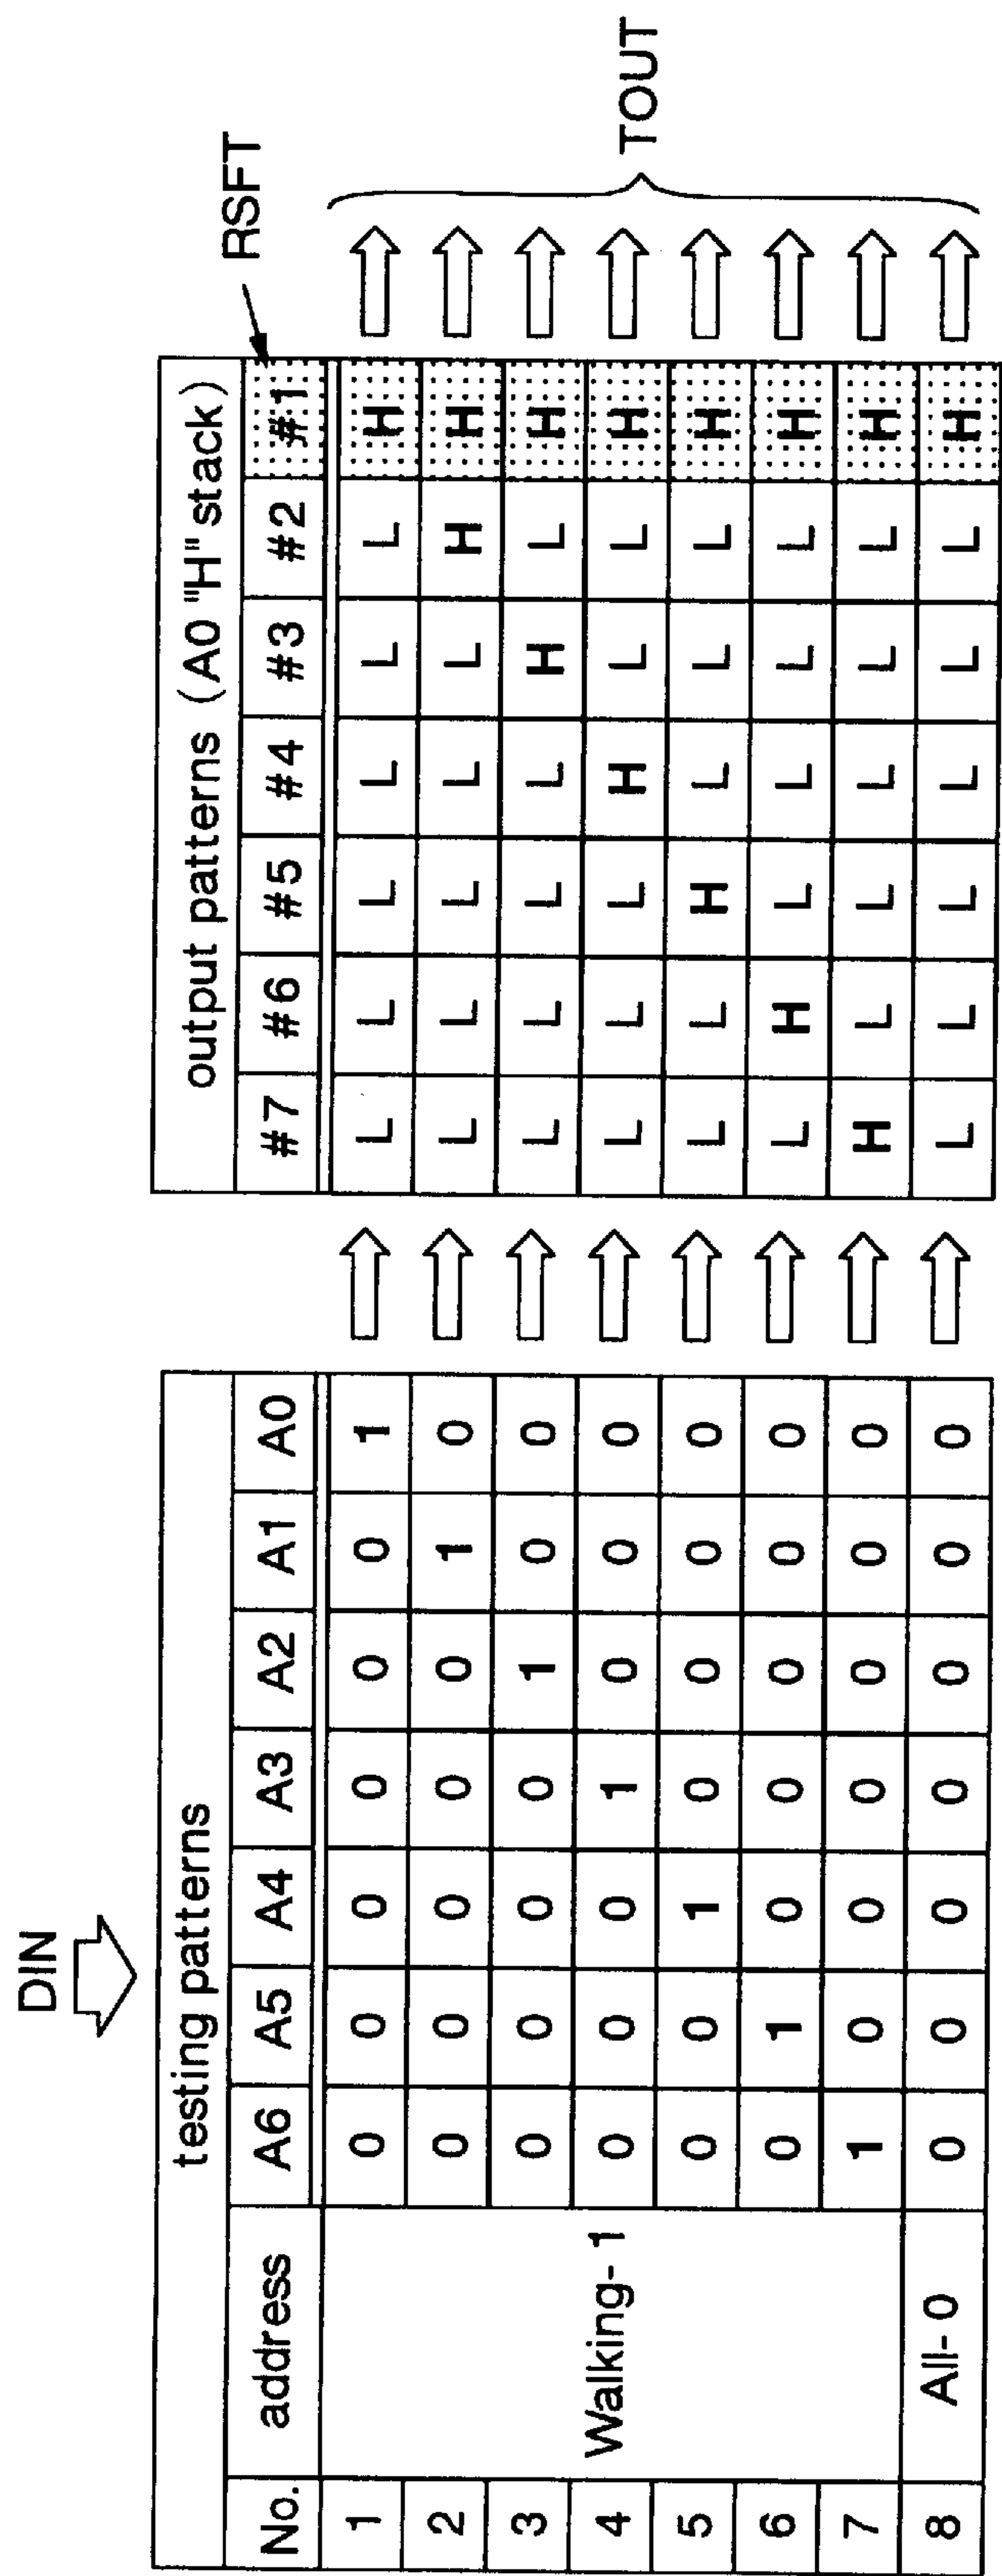 DIN
testing patterns
No. address A6 A5 A4 A3 A2 A1 A0
1 Walking-1 0 0 0 0 0 0 1
2 0 0 0 0 0 1 0
3 0 0 0 0 1 0 0
4 0 0 0 1 0 0 0
5 0 0 1 0 0 0 0
6 0 1 0 0 0 0 0
7 1 0 0 0 0 0 0
8 All-0 0 0 0 0 0 0 0
output patterns (A0 "H" stack)
#7 #6 #5 #4 #3 #2 #1
L L L L L L H
L L L L L H H
L L L L H L H
L L L H L L H
L L H L L L H
L H L L L L H
H L L L L L H
L L L L L L H
RSFT
TOUT